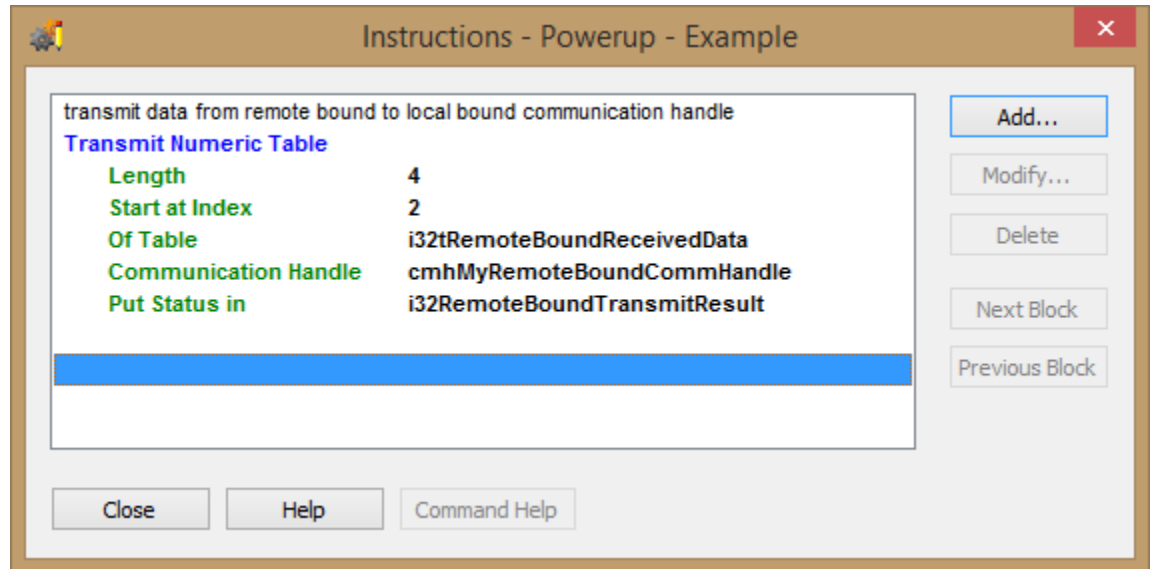 Instructions - Powerup - Example
transmit data from remote bound to local bound communication handle
Transmit Numeric Table
Length 4
Start at Index 2
Of Table i32tRemoteBoundReceivedData
Communication Handle cmhMyRemoteBoundCommHandle
Put Status in i32RemoteBoundTransmitResult
Add...
Modify...
Delete
Next Block
Previous Block
Close Help Command Help